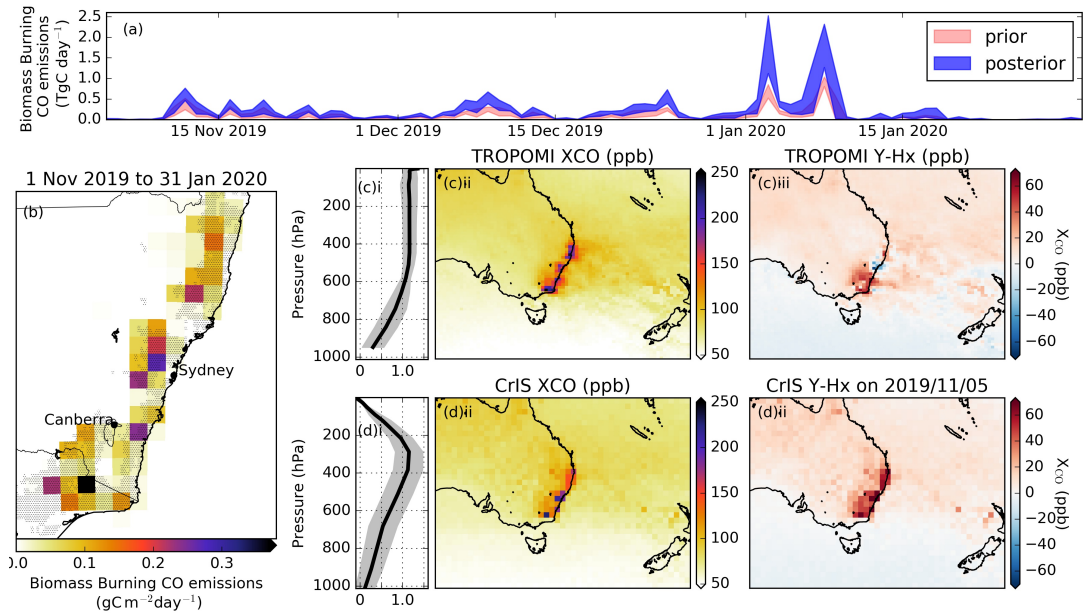 Biomass Burning
CO emissions
(TgC day−1)
2.5
2.0
1.5
1.0
0.5
0.0
(a)
prior
posterior
15 Nov 2019
1 Dec 2019
15 Dec 2019
1 Jan 2020
15 Jan 2020
1 Nov 2019 to 31 Jan 2020
(b)
Sydney
Canberra
0.0 0.1 0.2 0.3
Biomass Burning CO emissions
(gCm−2day−1)
(c)i
Pressure (hPa)
200
400
600
800
1000
0 1.0
TROPOMI XCO (ppb)
(c)ii
250
200
150
100
50
TROPOMI Y-Hx (ppb)
(c)iii
60
40
20
0
−20
−40
−60
XCO (ppb)
(d)i
Pressure (hPa)
200
400
600
800
1000
0 1.0
CrIS XCO (ppb)
(d)ii
250
200
150
100
50
CrIS Y-Hx on 2019/11/05
(d)ii
60
40
20
0
−20
−40
−60
XCO (ppb)